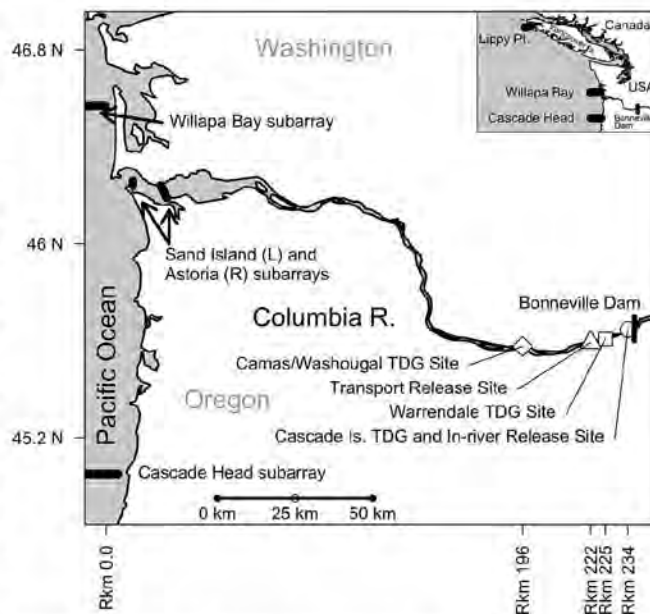 46.8 N
Washington
Canada
Lippy Pt.
USA
Willapa Bay
Cascade Head
Bonneville
Dam
Willapa Bay subarray
46 N
Sand Island (L) and
Astoria (R) subarrays
Pacific Ocean
Columbia R.
Bonneville Dam
Camas/Washougal TDG Site
Transport Release Site
Oregon
Warrendale TDG Site
Cascade Is. TDG and In-river Release Site
45.2 N
Cascade Head subarray
0 km
25 km
50 km
Rkm 0.0
Rkm 196
Rkm 222
Rkm 225
Rkm 234